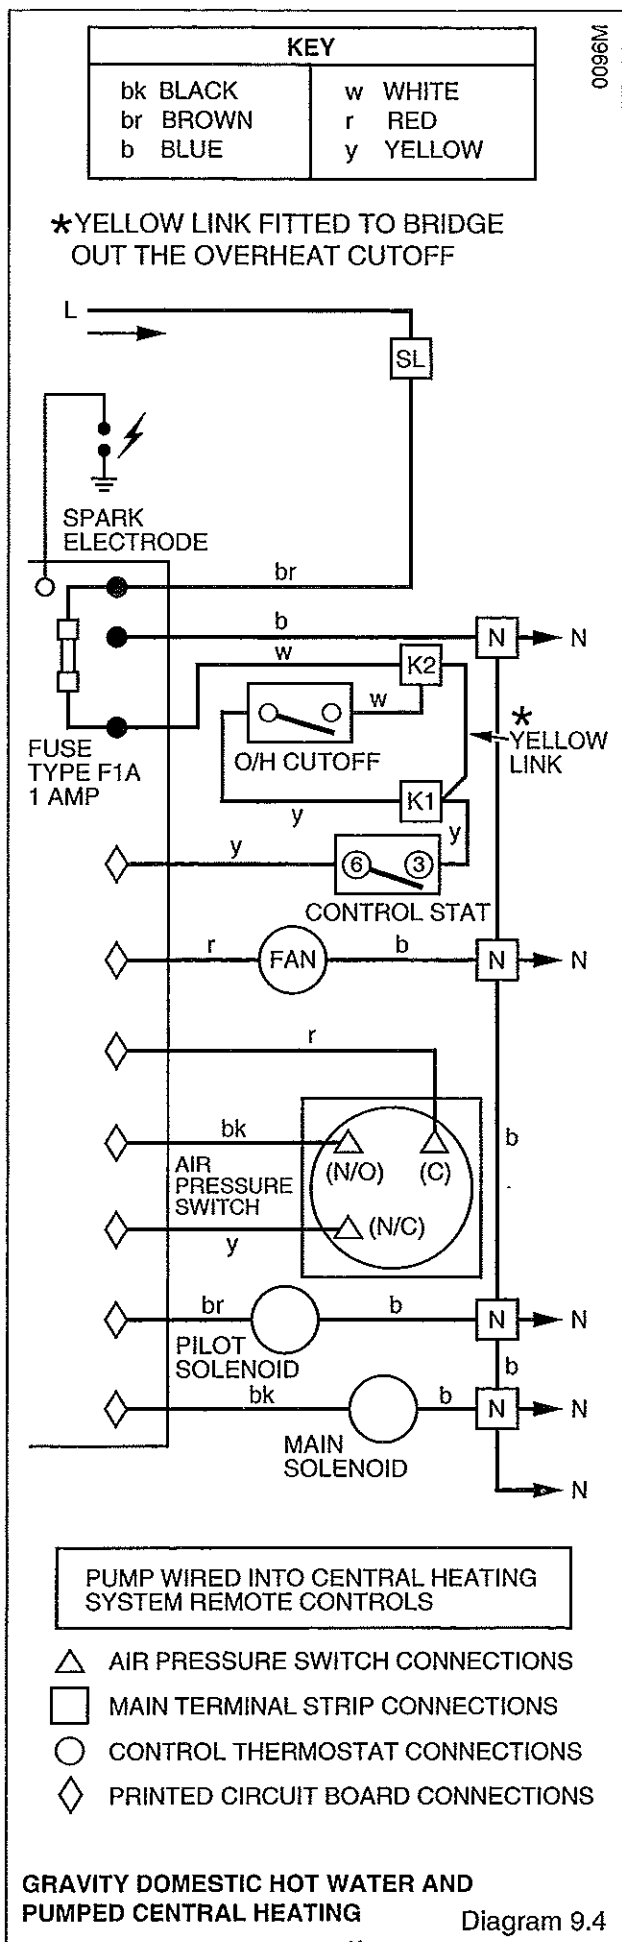 KEY
0096M
bk BLACK
br BROWN
b BLUE
w WHITE
r RED
y YELLOW
*YELLOW LINK FITTED TO BRIDGE
OUT THE OVERHEAT CUTOFF
L
SL
SPARK
ELECTRODE
br
b
N
N
w
K2
w
O/H CUTOFF
*
YELLOW
LINK
FUSE
TYPE F1A
1 AMP
K1
y
y
y
6
3
CONTROL STAT
r
FAN
b
N
N
r
bk
(N/O)
(C)
b
AIR
PRESSURE
SWITCH
(N/C)
y
br
b
N
N
PILOT
SOLENOID
b
bk
b
N
N
MAIN
SOLENOID
N
PUMP WIRED INTO CENTRAL HEATING
SYSTEM REMOTE CONTROLS
AIR PRESSURE SWITCH CONNECTIONS
MAIN TERMINAL STRIP CONNECTIONS
CONTROL THERMOSTAT CONNECTIONS
PRINTED CIRCUIT BOARD CONNECTIONS
GRAVITY DOMESTIC HOT WATER AND
PUMPED CENTRAL HEATING
Diagram 9.4